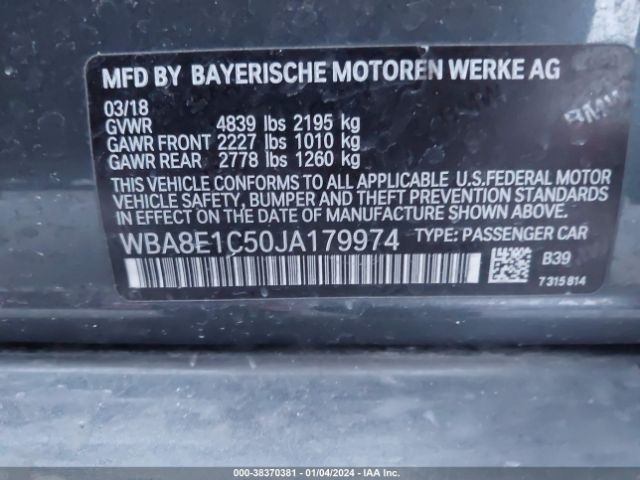 MFD BY BAYERISCHE MOTOREN WERKE AG
03/18
GVWR 4839 lbs 2195 kg
GAWR FRONT 2227 lbs 1010 kg
GAWR REAR 2778 lbs 1260 kg
THIS VEHICLE CONFORMS TO ALL APPLICABLE U.S.FEDERAL MOTOR
VEHICLE SAFETY, BUMPER AND THEFT PREVENTION STANDARDS
IN EFFECT ON THE DATE OF MANUFACTURE SHOWN ABOVE.
WBA8E1C50JA179974 TYPE: PASSENGER CAR
B39
7315814
000-38370381 - 01/04/2024 - IAA Inc.